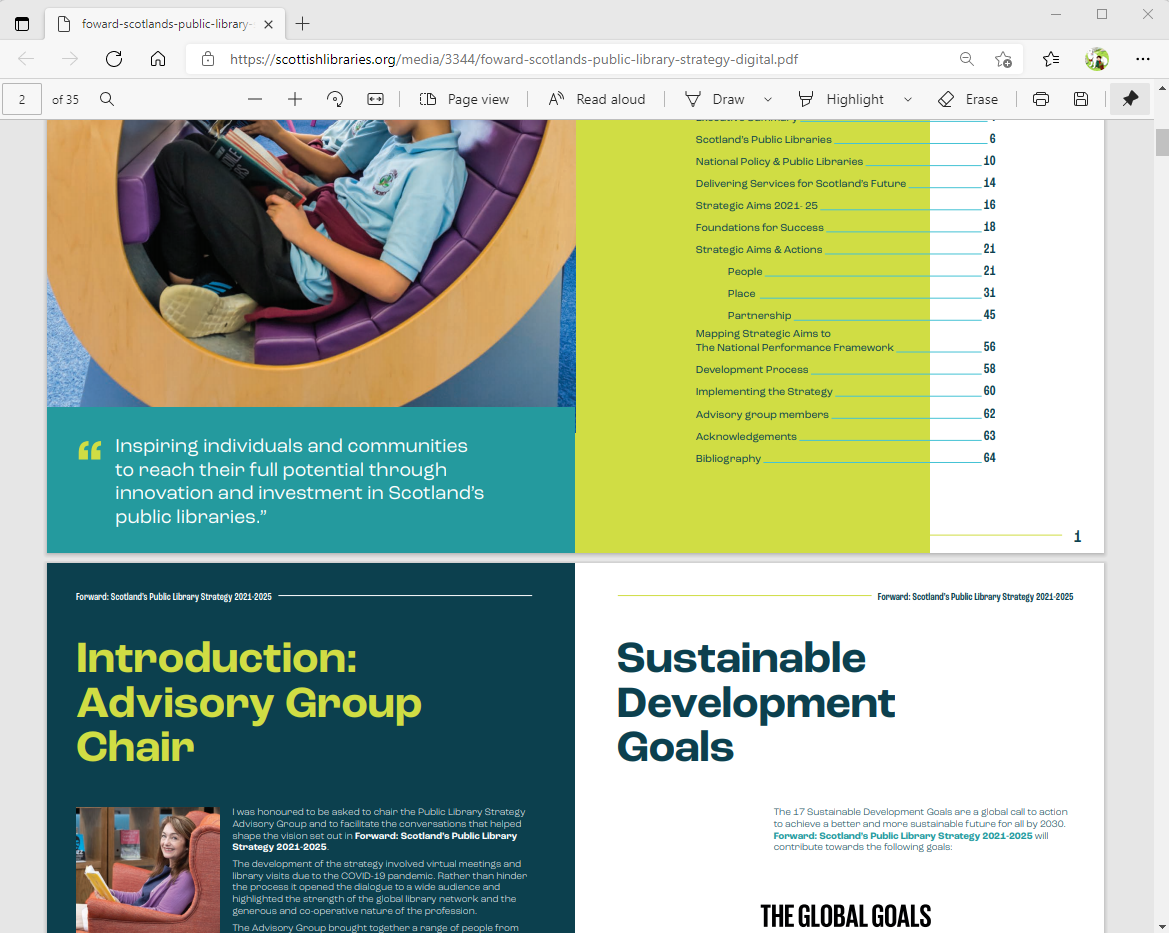 foward-scotlands-public-library-
https://scottishlibraries.org/media/3344/foward-scotlands-public-library-strategy-digital.pdf
2 of 35 Page view Read aloud Draw Highlight Erase
Executive Summary
Scotland's Public Libraries 6
National Policy & Public Libraries 10
Delivering Services for Scotland's Future 14
Strategic Aims 2021- 25 16
Foundations for Success 18
Strategic Aims & Actions 21
People 21
Place 31
Partnership 45
Mapping Strategic Aims to
The National Performance Framework 56
Development Process 58
Implementing the Strategy 60
Advisory group members 62
Acknowledgements 63
Bibliography 64
1
“ Inspiring individuals and communities
to reach their full potential through
innovation and investment in Scotland's
public libraries.”
Forward: Scotland's Public Library Strategy 2021-2025
Introduction:
Advisory Group
Chair
I was honoured to be asked to chair the Public Library Strategy
Advisory Group and to facilitate the conversations that helped
shape the vision set out in Forward: Scotland's Public Library
Strategy 2021-2025.
The development of the strategy involved virtual meetings and
library visits due to the COVID-19 pandemic. Rather than hinder
the process it opened the dialogue to a wide audience and
highlighted the strength of the global library network and the
generous and co-operative nature of the profession.
The Advisory Group brought together a range of people from
Forward: Scotland's Public Library Strategy 2021-2025
Sustainable
Development
Goals
The 17 Sustainable Development Goals are a global call to action
to achieve a better and more sustainable future for all by 2030.
Forward: Scotland's Public Library Strategy 2021-2025 will
contribute towards the following goals:
THE GLOBAL GOALS